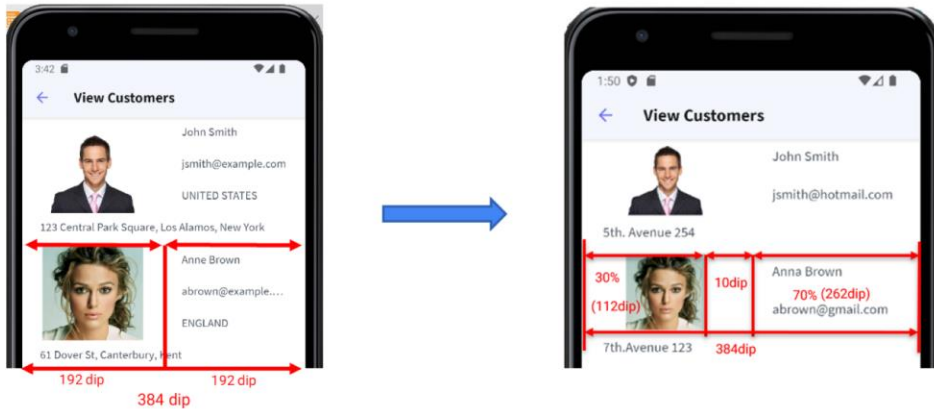 3:42
View Customers
John Smith
jsmith@example.com
UNITED STATES
123 Central Park Square, Los Alamos, New York
Anne Brown
abrown@example....
ENGLAND
61 Dover St, Canterbury, Kent
192 dip
192 dip
384 dip
1:50
View Customers
John Smith
jsmith@hotmail.com
5th. Avenue 254
30%
(112dip)
10dip
Anna Brown
70% (262dip)
abrown@gmail.com
7th.Avenue 123
384dip